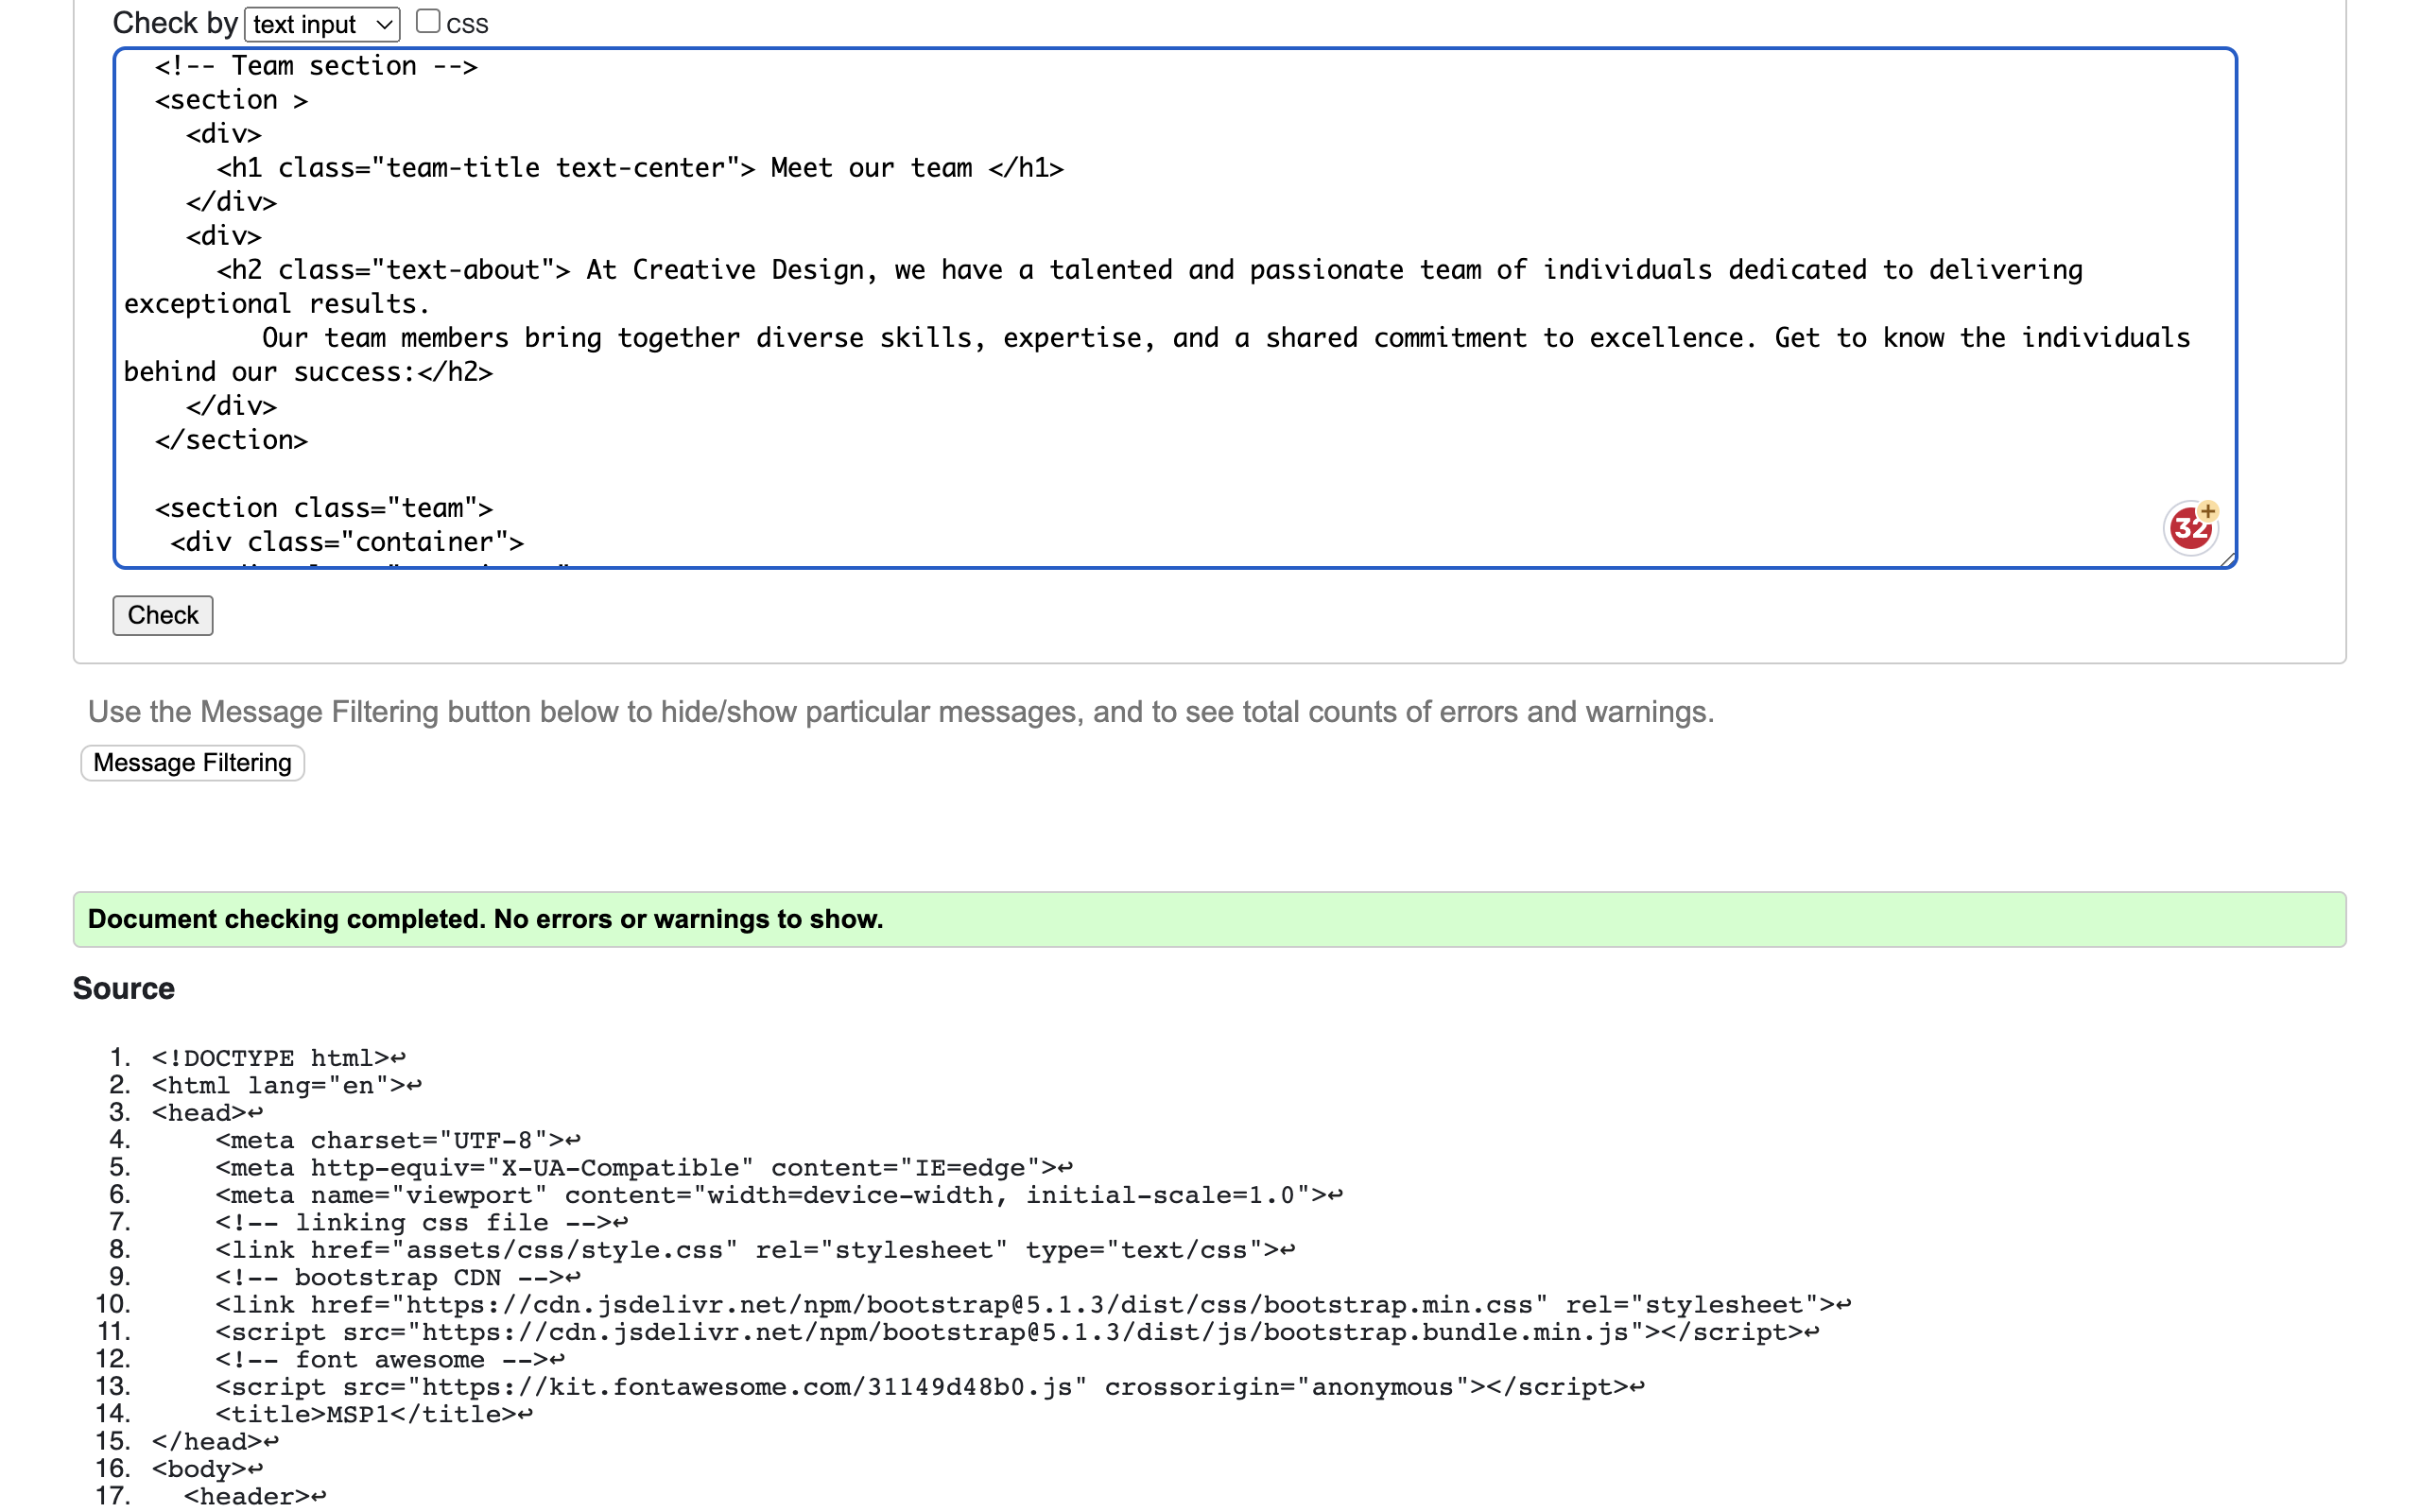 Check by text input css
<!-- Team section -->
<section >
<div>
<h1 class="team-title text-center"> Meet our team </h1>
</div>
<div>
<h2 class="text-about"> At Creative Design, we have a talented and passionate team of individuals dedicated to delivering
exceptional results.
Our team members bring together diverse skills, expertise, and a shared commitment to excellence. Get to know the individuals
behind our success:</h2>
</div>
</section>
<section class="team">
32+
<div class="container">
Check
Use the Message Filtering button below to hide/show particular messages, and to see total counts of errors and warnings.
Message Filtering
Document checking completed. No errors or warnings to show.
Source
1. <!DOCTYPE html>↩
2. <html lang="en">↩
3. <head>↩
4. <meta charset="UTF-8">↩
5. <meta http-equiv="X-UA-Compatible" content="IE=edge">↩
6. <meta name="viewport" content="width=device-width, initial-scale=1.0">↩
7. <!-- linking css file -->↩
8. <link href="assets/css/style.css" rel="stylesheet" type="text/css">↩
9. <!-- bootstrap CDN -->↩
10. <link href="https://cdn.jsdelivr.net/npm/bootstrap@5.1.3/dist/css/bootstrap.min.css" rel="stylesheet">↩
11. <script src="https://cdn.jsdelivr.net/npm/bootstrap@5.1.3/dist/js/bootstrap.bundle.min.js"></script>↩
12. <!-- font awesome -->↩
13. <script src="https://kit.fontawesome.com/31149d48b0.js" crossorigin="anonymous"></script>↩
14. <title>MSP1</title>↩
15. </head>↩
16. <body>↩
17. <header>↩